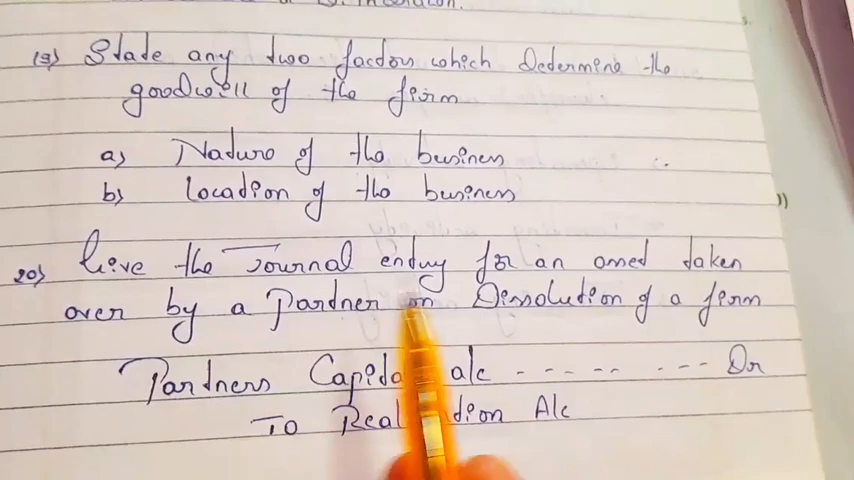 19) State any two factors which Determine the
goodwill of the firm
a) Nature of the business
b) Location of the business
20) Give the Journal entry for an asset taken
over by a Partner on Dissolution of a firm
Partners Capital a/c - - - - - - - - Dr
To A/c